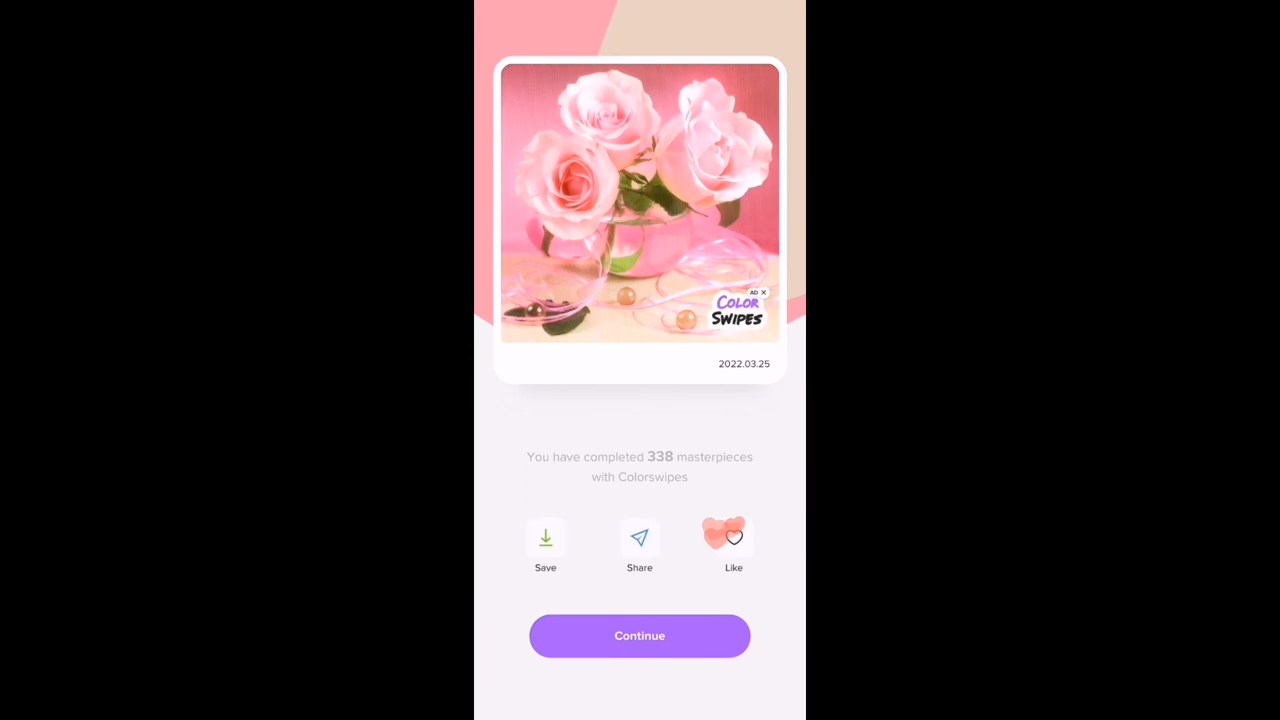 AD X
COLOR
SWIPES
2022.03.25
You have completed 338 masterpieces
with Colorswipes
Save
Share
Like
Continue